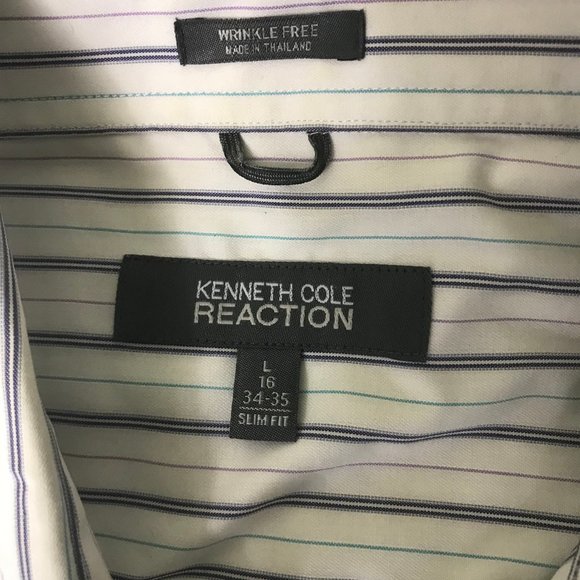 WRINKLE FREE
MADE IN THAILAND
KENNETH COLE
REACTION
L
16
34-35
SLIM FIT